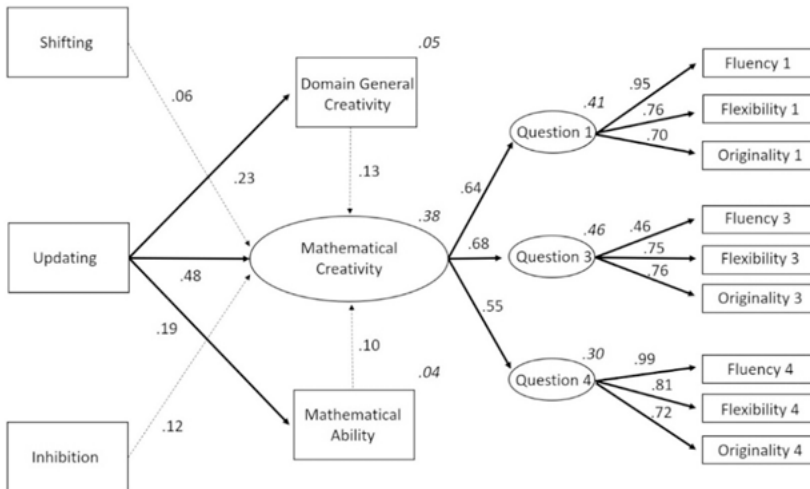 Shifting
.05
Domain General
Creativity
.06
.23
.13
.38
Updating
Mathematical
Creativity
.48
.19
.10
.04
Mathematical
Ability
.12
Inhibition
.64
.68
.55
.41
Question 1
.95
.76
.70
Fluency 1
Flexibility 1
Originality 1
.46
Question 3
.46
.75
.76
Fluency 3
Flexibility 3
Originality 3
.30
Question 4
.99
.81
.72
Fluency 4
Flexibility 4
Originality 4